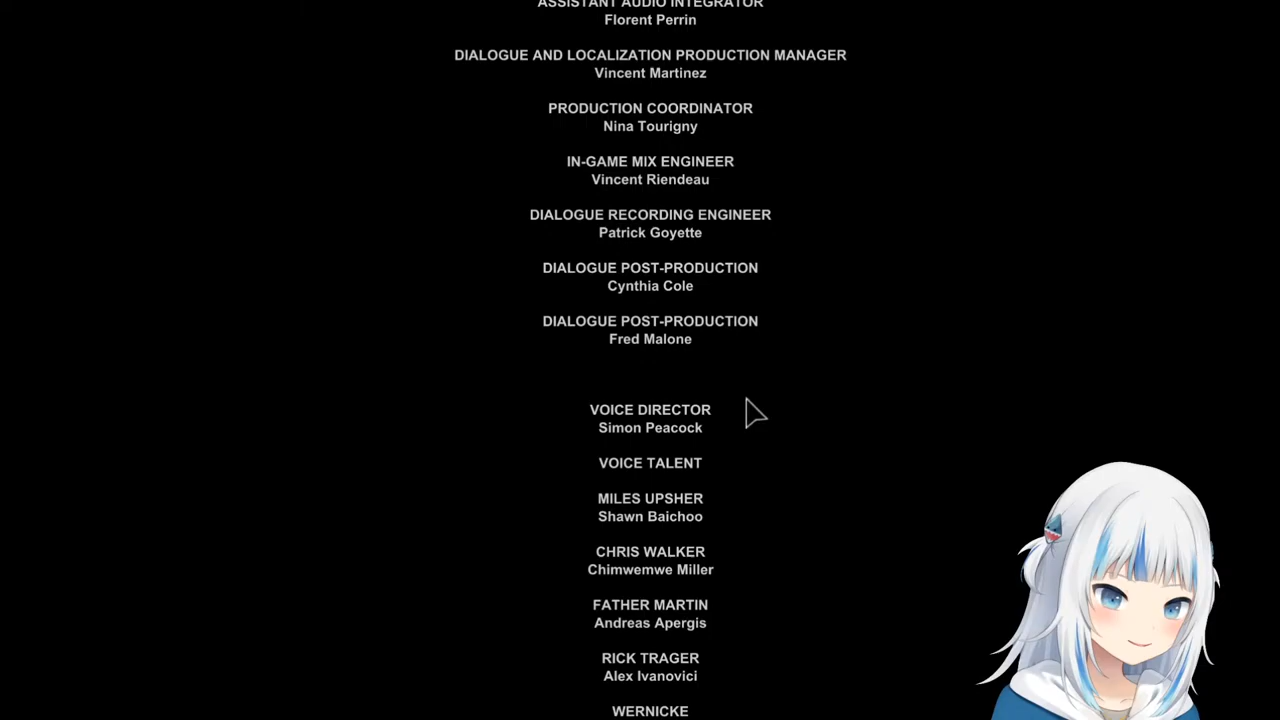 ASSISTANT AUDIO INTEGRATOR
Florent Perrin
DIALOGUE AND LOCALIZATION PRODUCTION MANAGER
Vincent Martinez
PRODUCTION COORDINATOR
Nina Tourigny
IN-GAME MIX ENGINEER
Vincent Riendeau
DIALOGUE RECORDING ENGINEER
Patrick Goyette
DIALOGUE POST-PRODUCTION
Cynthia Cole
DIALOGUE POST-PRODUCTION
Fred Malone
VOICE DIRECTOR
Simon Peacock
VOICE TALENT
MILES UPSHER
Shawn Baichoo
CHRIS WALKER
Chimwemwe Miller
FATHER MARTIN
Andreas Apergis
RICK TRAGER
Alex Ivanovici
WERNICKE